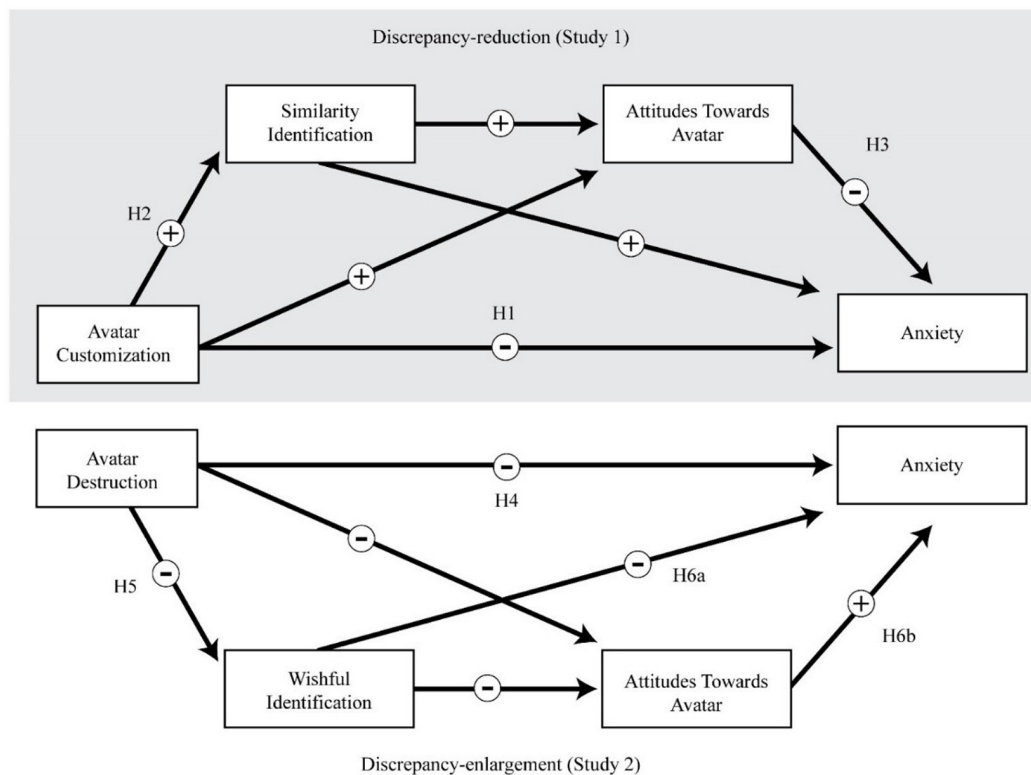 Discrepancy-reduction (Study 1)
Similarity
Identification
+
Attitudes Towards
Avatar
H3
-
H2
+
+
+
Avatar
Customization
H1
-
Anxiety
Avatar
Destruction
-
H4
Anxiety
-
-
H6a
H5
-
+
H6b
Wishful
Identification
-
Attitudes Towards
Avatar
Discrepancy-enlargement (Study 2)